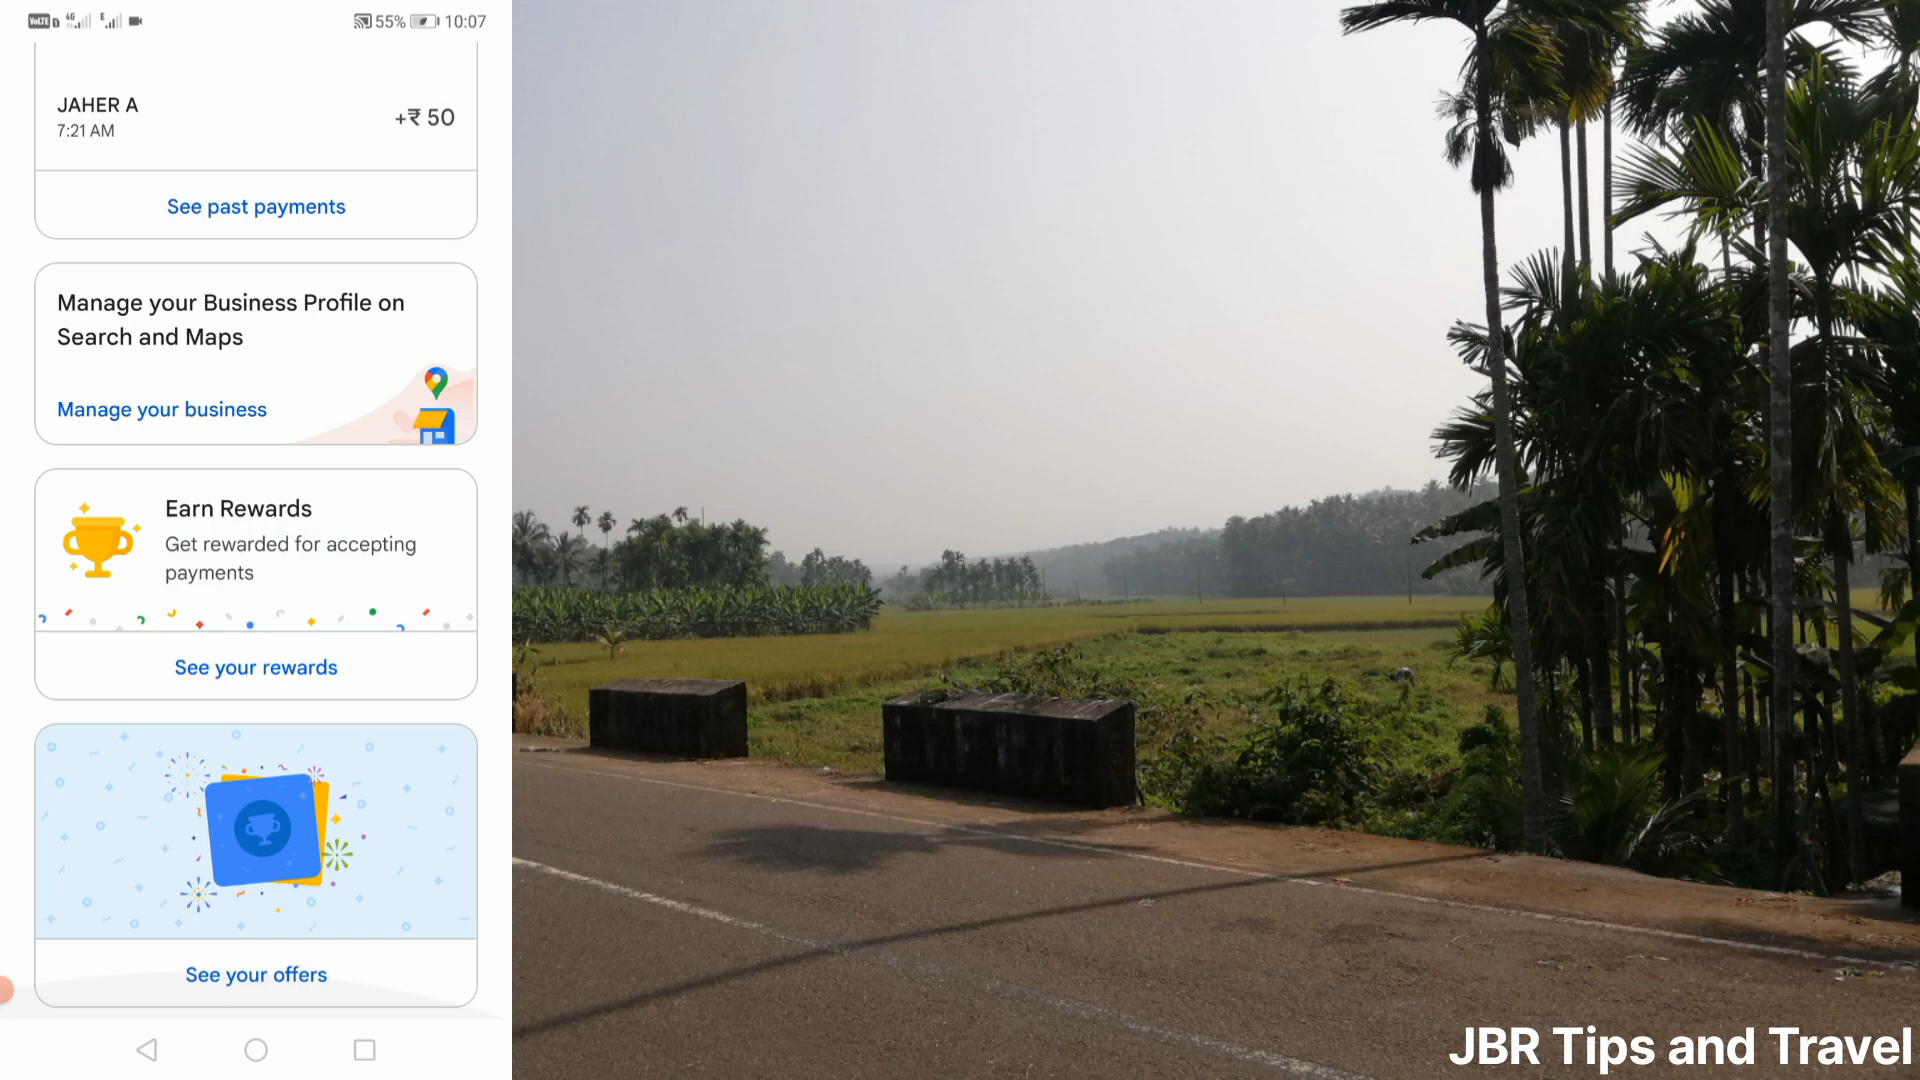 VoLTE 4G E 55% 10:07
JAHER A
7:21 AM
+₹ 50
See past payments
Manage your Business Profile on
Search and Maps
Manage your business
Earn Rewards
Get rewarded for accepting
payments
See your rewards
See your offers
JBR Tips and Travel